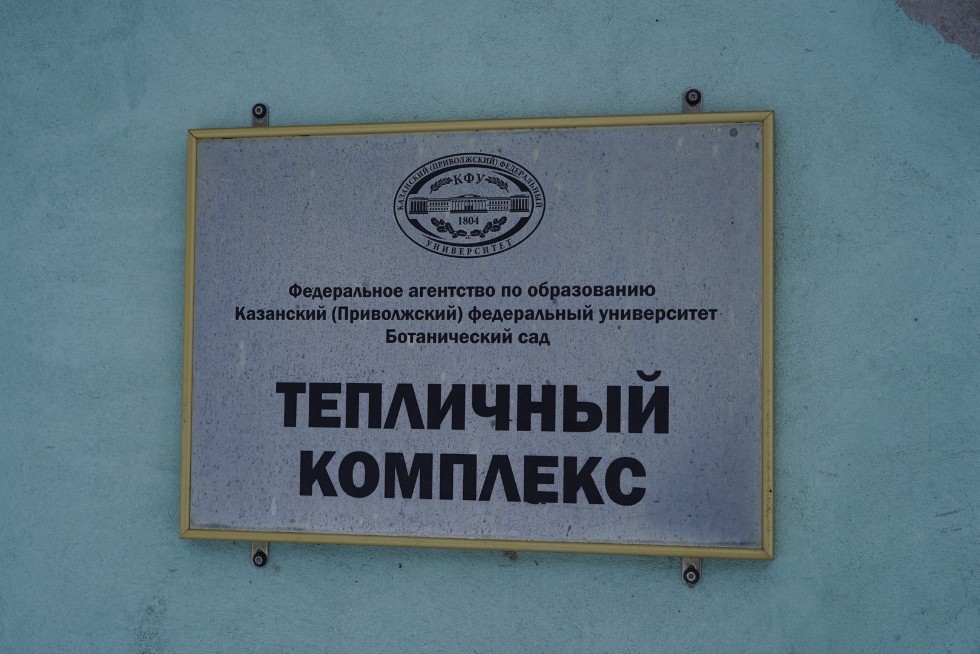 КАЗАНСКИЙ (ПРИВОЛЖСКИЙ) ФЕДЕРАЛЬНЫЙ
КФУ
1804
УНИВЕРСИТЕТ
Федеральное агентство по образованию
Казанский (Приволжский) федеральный университет
Ботанический сад
ТЕПЛИЧНЫЙ
КОМПЛЕКС